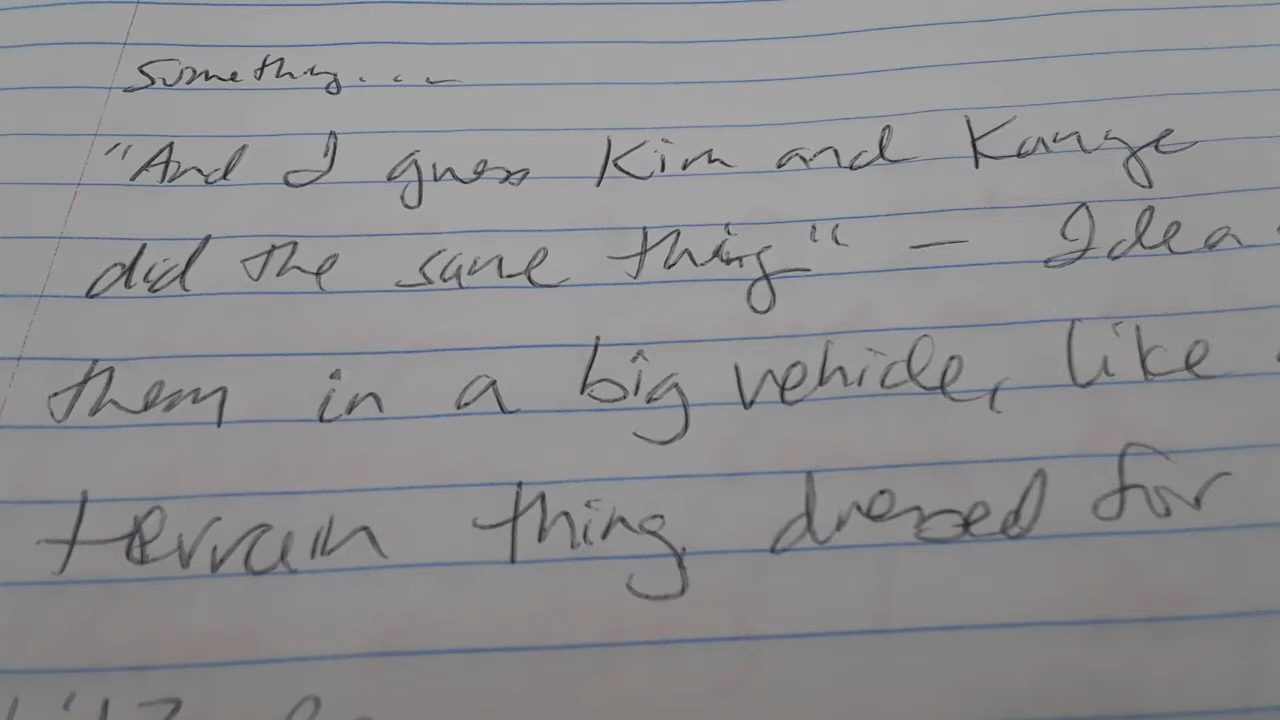 Something...
"And I guess Kim and Kanye
did the same thing" – Idea
them in a big vehicle, like
terrain thing dressed for